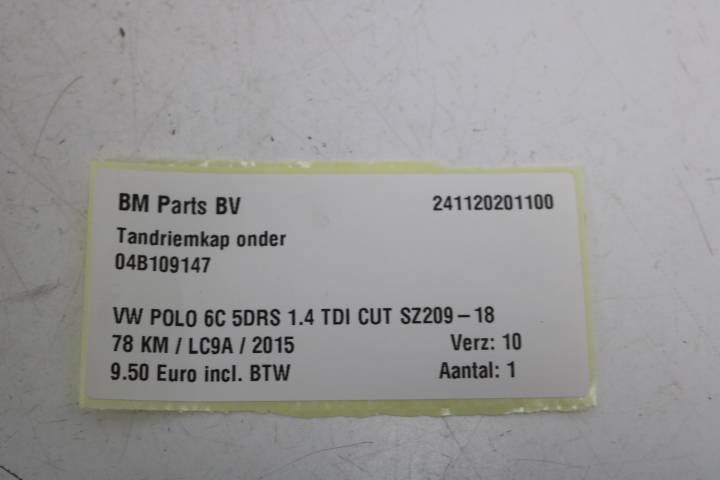 BM Parts BV 241120201100
Tandriemkap onder
04B109147
VW POLO 6C 5DRS 1.4 TDI CUT SZ209-18
78 KM / LC9A / 2015 Verz: 10
9.50 Euro incl. BTW Aantal: 1